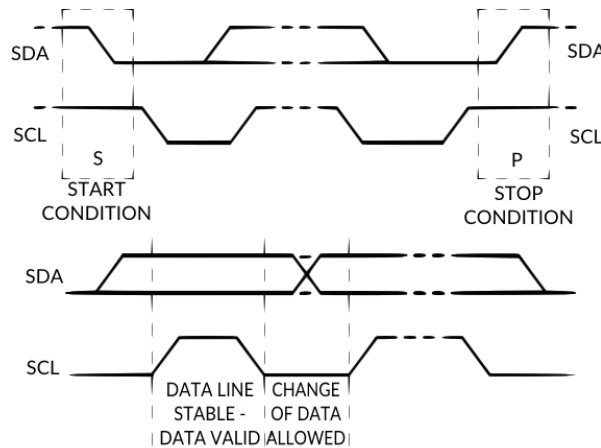 SDA
SDA
SCL
SCL
S
P
START
CONDITION
STOP
CONDITION
SDA
SCL
DATA LINE
STABLE -
DATA VALID
CHANGE
OF DATA
ALLOWED